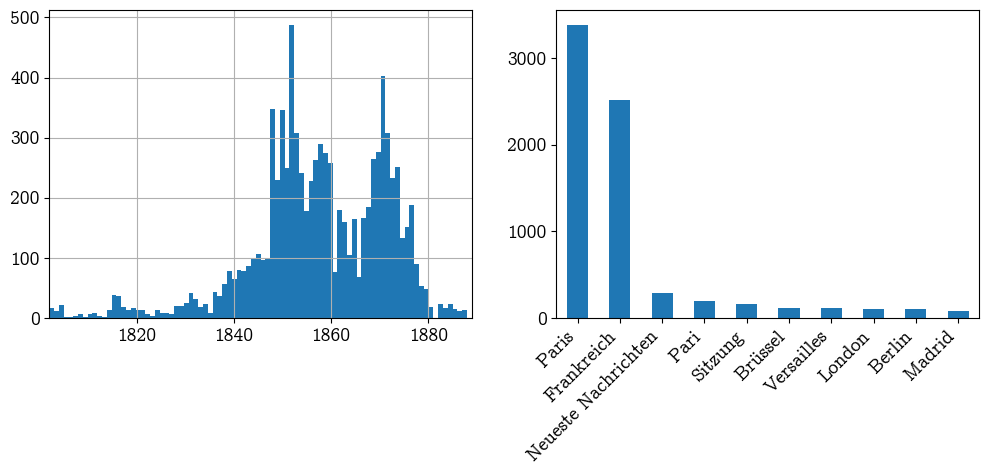 500
400
300
200
100
0
1820
1840
1860
1880
3000
2000
1000
0
Paris
Frankreich
Neueste Nachrichten
Pari
Sitzung
Brüssel
Versailles
London
Berlin
Madrid